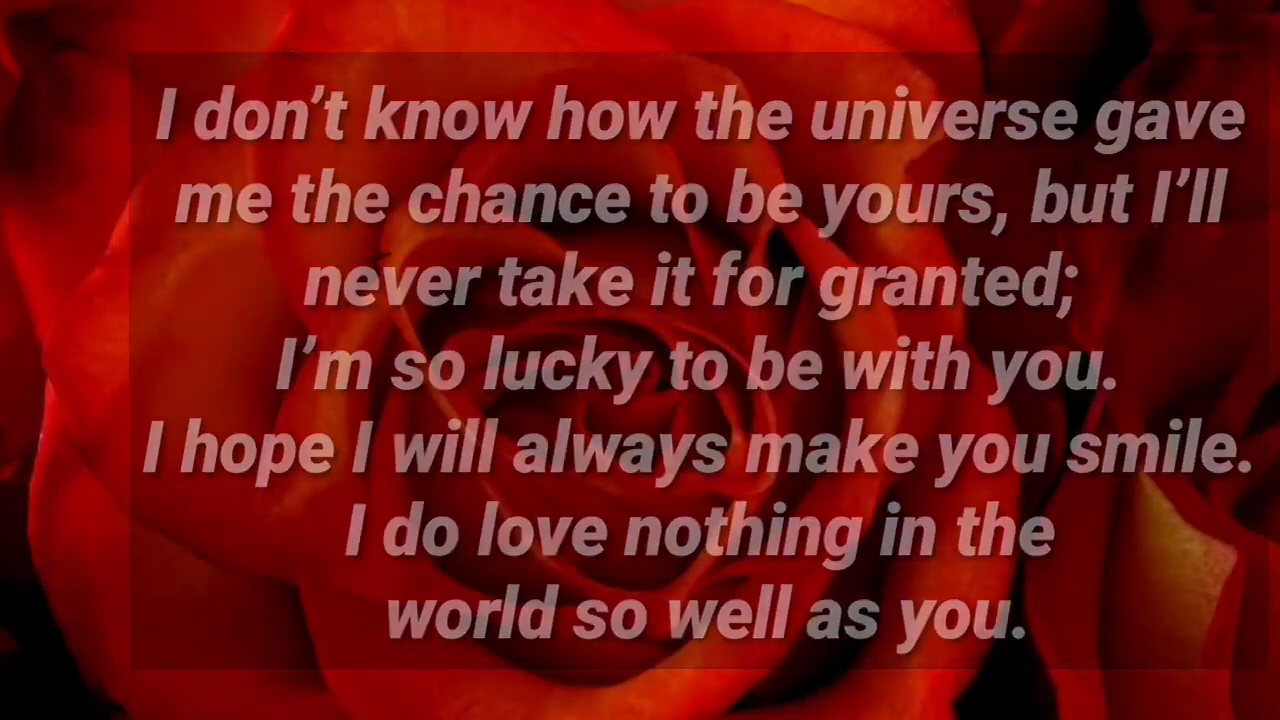 I don’t know how the universe gave
me the chance to be yours, but I’ll
never take it for granted;
I’m so lucky to be with you.
I hope I will always make you smile.
I do love nothing in the
world so well as you.